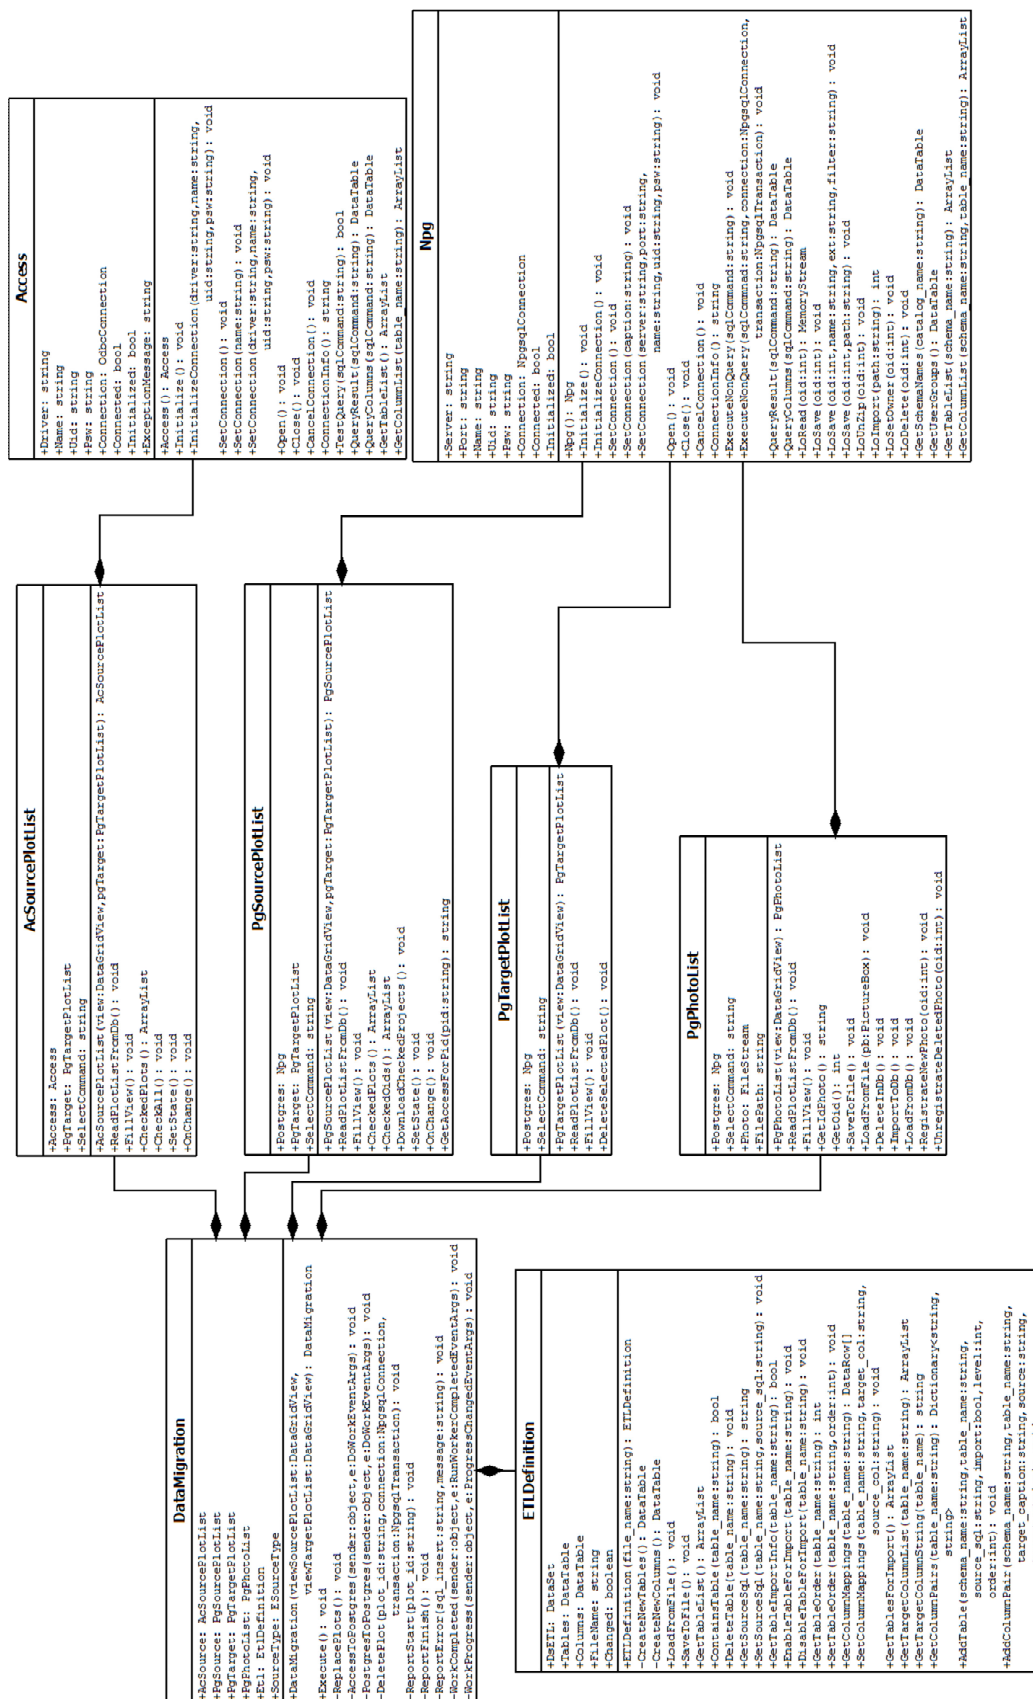 Access
+Driver: string
+Name: string
+Uid: string
+Psw: string
+Connection: OdbcConnection
+Connected: bool
+Initialized: bool
+ExceptionMessage: string
+Access(): Access
+Initialize(): void
+InitializeConnection(driver:string,name:string,
uid:string,psw:string): void
+SetConnection(): void
+SetConnection(name:string): void
+SetConnection(driver:string,name:string,
uid:string,psw:string): void
+Open(): void
+Close(): void
+CancelConnection(): void
+ConnectionInfo(): string
+TestQuery(sqlCommand:string): bool
+QueryResult(sqlCommand:string): DataTable
+QueryColumns(sqlCommand:string): DataTable
+GetTableList(): ArrayList
+GetColumnList(table_name:string): ArrayList
Npg
+Server: string
+Port: string
+Name: string
+Uid: string
+Psw: string
+Connection: NpgsqlConnection
+Connected: bool
+Initialized: bool
+Npg(): Npg
+Initialize(): void
+InitializeConnection(): void
+SetConnection(): void
+SetConnection(caption:string): void
+SetConnection(server:string,port:string,
name:string,uid:string,psw:string): void
+Open(): void
+Close(): void
+CancelConnection(): void
+ConnectionInfo(): string
+ExecuteNonQuery(sqlCommand:string): void
+ExecuteNonQuery(sqlCommnad:string,connection:NpgsqlConnection,
transaction:NpgsqlTransaction): void
+QueryResult(sqlCommand:string): DataTable
+QueryColumns(sqlCommand:string): DataTable
+LoRead(oid:int): MemoryStream
+LoSave(oid:int): void
+LoSave(oid:int,name:string,ext:string,filter:string): void
+LoSave(oid:int,path:string): void
+LoUnZip(oid:int): void
+LoImport(path:string): int
+LoSetOwner(oid:int): void
+LoDelete(oid:int): void
+GetSchemaNames(catalog_name:string): DataTable
+GetUserGroups(): DataTable
+GetTableList(schema_name:string): ArrayList
+GetColumnList(schema_name:string,table_name:string): ArrayList
AcSourcePlotList
+Access: Access
+PgTarget: PgTargetPlotList
+SelectCommand: string
+AcSourcePlotList(view:DataGridView,pgTarget:PgTargetPlotList): AcSourcePlotList
+ReadPlotListFromDb(): void
+FillView(): void
+CheckedPlots(): ArrayList
+CheckAll(): void
+SetState(): void
+OnChange(): void
PgSourcePlotList
+Postgres: Npg
+PgTarget: PgTargetPlotList
+SelectCommand: string
+PgSourcePlotList(view:DataGridView,pgTarget:PgTargetPlotList): PgSourcePlotList
+ReadPlotListFromDb(): void
+FillView(): void
+CheckedPlots(): ArrayList
+CheckedOids(): ArrayList
+DownloadCheckedProjects(): void
+SetState(): void
+OnChange(): void
+GetAccessForPid(pid:string): string
PgTargetPlotList
+Postgres: Npg
+SelectCommand: string
+PgTargetPlotList(view:DataGridView): PgTargetPlotList
+ReadPlotListFromDb(): void
+FillView(): void
+DeleteSelectedPlot(): void
PgPhotoList
+Postgres: Npg
+SelectCommand: string
+Photo: FileStream
+FilePath: string
+PgPhotoList(view:DataGridView): PgPhotoList
+ReadPlotListFromDb(): void
+FillView(): void
+GetIdPhoto(): string
+GetOid(): int
+SaveToFile(): void
+LoadFromFile(pb:PictureBox): void
+DeleteInDb(): void
+ImportToDb(): void
+LoadFromDb(): void
+RegistrateNewPhoto(oid:int): void
+UnregistrateDeletedPhoto(oid:int): void
DataMigration
+AcSource: AcSourcePlotList
+PgSource: PgSourcePlotList
+PgTarget: PgTargetPlotList
+PgPhotoList: PgPhotoList
+Etl: EtlDefinition
+SourceType: ESourceType
+DataMigration(viewSourcePlotList:DataGridView,
viewTargetPlotList:DataGridView): DataMigration
+Execute(): void
-ReplacePlots(): void
-AccessToPostgres(sender:object,e:DoWorkEventArgs): void
-PostgresToPostgres(sender:object,e:DoWorkEventArgs): void
-DeletePlot(plot_id:string,connection:NpgsqlConnection,
transaction:NpgsqlTransaction): void
-ReportStart(plot_id:string): void
-ReportFinish(): void
-ReportError(sql_insert:string,message:string): void
-WorkCompleted(sender:object,e:RunWorkerCompletedEventArgs): void
-WorkProgress(sender:object,e:ProgressChangedEventArgs): void
ETLDefinition
+DsETL: DataSet
+Tables: DataTable
+Columns: DataTable
+FileName: string
+Changed: boolean
+ETLDefinition(file_name:string): ETLDefinition
-CreateNewTables(): DataTable
-CreateNewColumns(): DataTable
+LoadFromFile(): void
+SaveToFile(): void
+GetTableList(): ArrayList
+ContainsTable(table_name:string): bool
+DeleteTable(table_name:string): void
+GetSourceSql(table_name:string): string
+SetSourceSql(table_name:string,source_sql:string): void
+GetTableImportInfo(table_name:string): bool
+EnableTableForImport(table_name:string): void
+DisableTableForImport(table_name:string): void
+GetTableOrder(table_name:string): int
+SetTableOrder(table_name:string,order:int): void
+GetColumnMappings(table_name:string): DataRow[]
+SetColumnMappings(table_name:string,target_col:string,
source_col:string): void
+GetTablesForImport(): ArrayList
+GetTargetColumnList(table_name:string): ArrayList
+GetTargetColumnString(table_name): string
+GetColumnPairs(table_name:string): Dictionary<string,
string>
+AddTable(schema_name:string,table_name:string,
source_sql:string,import:bool,level:int,
order:int): void
+AddColumnPair(schema_name:string,table_name:string,
target_caption:string,source:string,